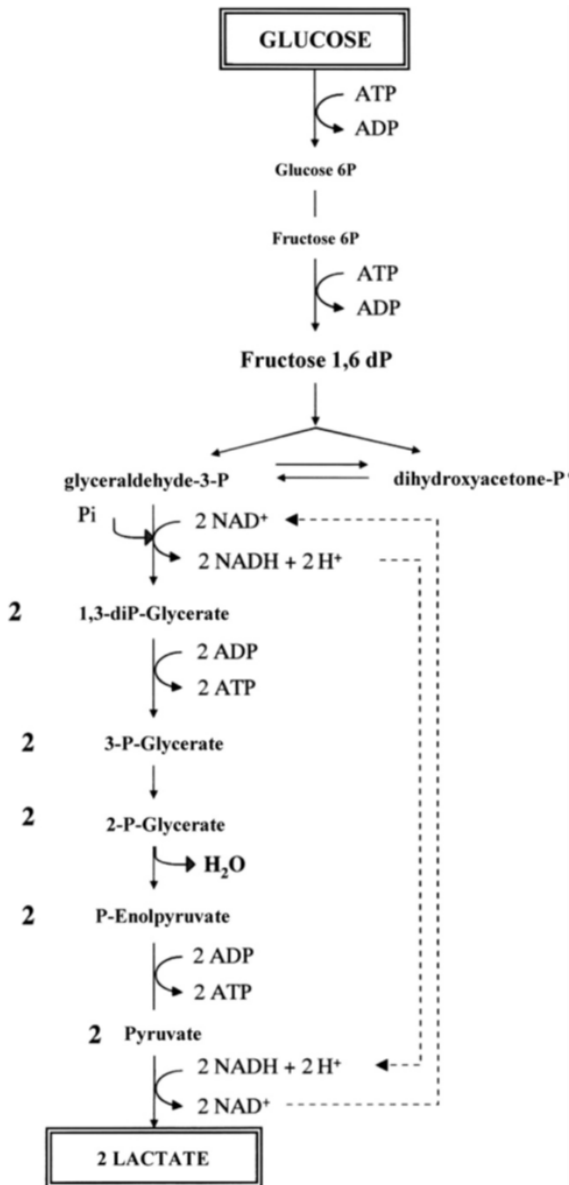 GLUCOSE
ATP
ADP
Glucose 6P
Fructose 6P
ATP
ADP
Fructose 1,6 dP
glyceraldehyde-3-P
dihydroxyacetone-P
Pi
2 NAD⁺
2 NADH + 2 H⁺
2 1,3-diP-Glycerate
2 ADP
2 ATP
2 3-P-Glycerate
2 2-P-Glycerate
H₂O
2 P-Enolpyruvate
2 ADP
2 ATP
2 Pyruvate
2 NADH + 2 H⁺
2 NAD⁺
2 LACTATE